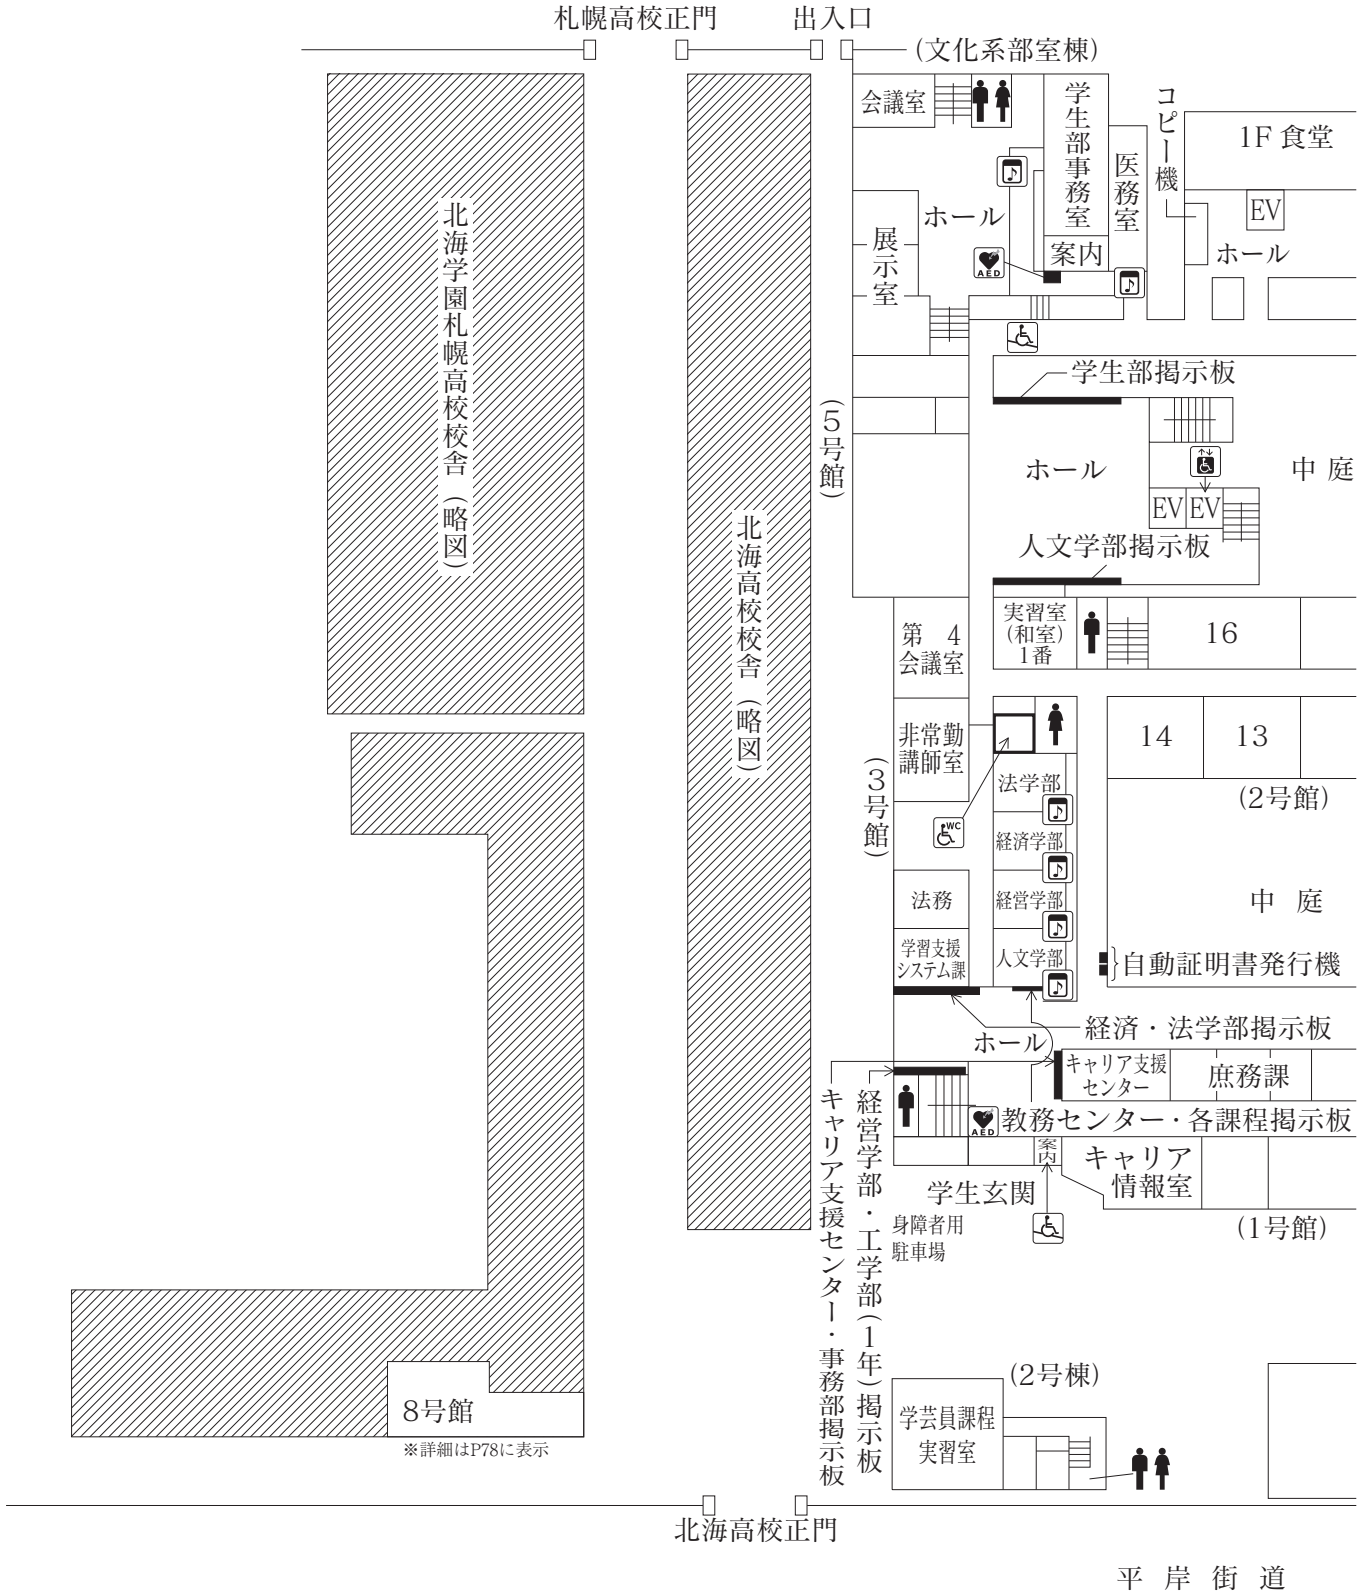 札幌高校正門
出入口
(文化系部室棟)
会議室
学生部事務室
コピー機
1F 食堂
医務室
EV
ホール
案内
展示室
ホール
AED
北海学園札幌高校校舎(略図)
学生部掲示板
(5号館)
ホール
中庭
EV
EV
人文学部掲示板
北海高校校舎(略図)
第4
会議室
実習室
(和室)
1番
16
非常勤
講師室
14
13
(2号館)
法学部
(3号館)
WC
経済学部
法務
経営学部
中庭
学習支援
システム課
人文学部
自動証明書発行機
経済・法学部掲示板
ホール
キャリア支援
センター
庶務課
キャリア支援センター・事務部掲示板
経営学部・工学部(1年)掲示板
AED
教務センター・各課程掲示板
案内
キャリア
情報室
学生玄関
身障者用
駐車場
(1号館)
(2号棟)
学芸員課程
実習室
8号館
※詳細はP78に表示
北海高校正門
平岸街道